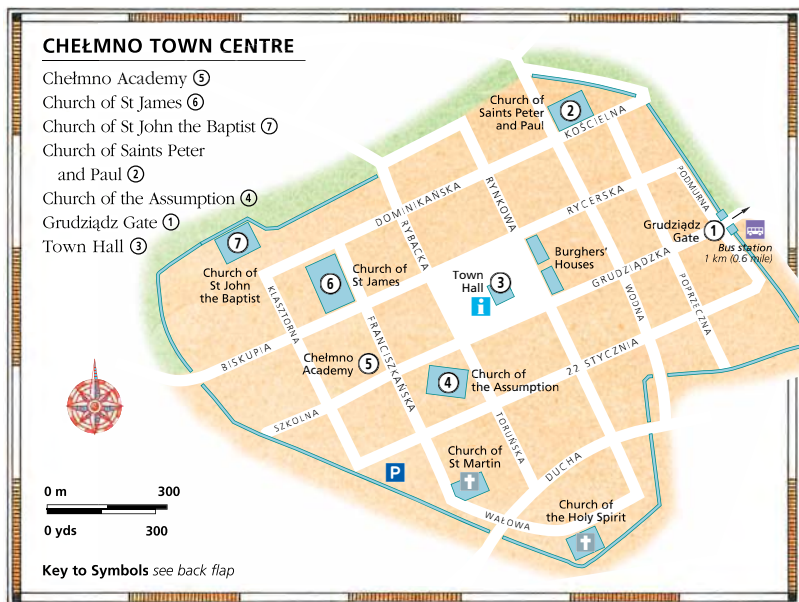 CHEŁMNO TOWN CENTRE
Chełmno Academy 5
Church of St James 6
Church of St John the Baptist 7
Church of Saints Peter
and Paul 2
Church of the Assumption 4
Grudziądz Gate 1
Town Hall 3
Church of
Saints Peter
and Paul
2
KOŚCIELNA
PODMURNA
DOMINIKAŃSKA
RYNKOWA
RYCERSKA
RYBACKA
Grudziądz
Gate
1
Bus station
1 km (0.6 mile)
7
Church of
St John
the Baptist
6
Church of
St James
Burghers'
Houses
Town
Hall
3
i
GRUDZIĄDZKA
WODNA
POPRZECZNA
KLASZTORNA
FRANCISZKAŃSKA
BISKUPIA
Chełmno
Academy
5
4
Church of
the Assumption
22 STYCZNIA
SZKOLNA
TORUŃSKA
P
Church of
St Martin
DUCHA
WAŁOWA
Church of
the Holy Spirit
0 m 300
0 yds 300
Key to Symbols see back flap